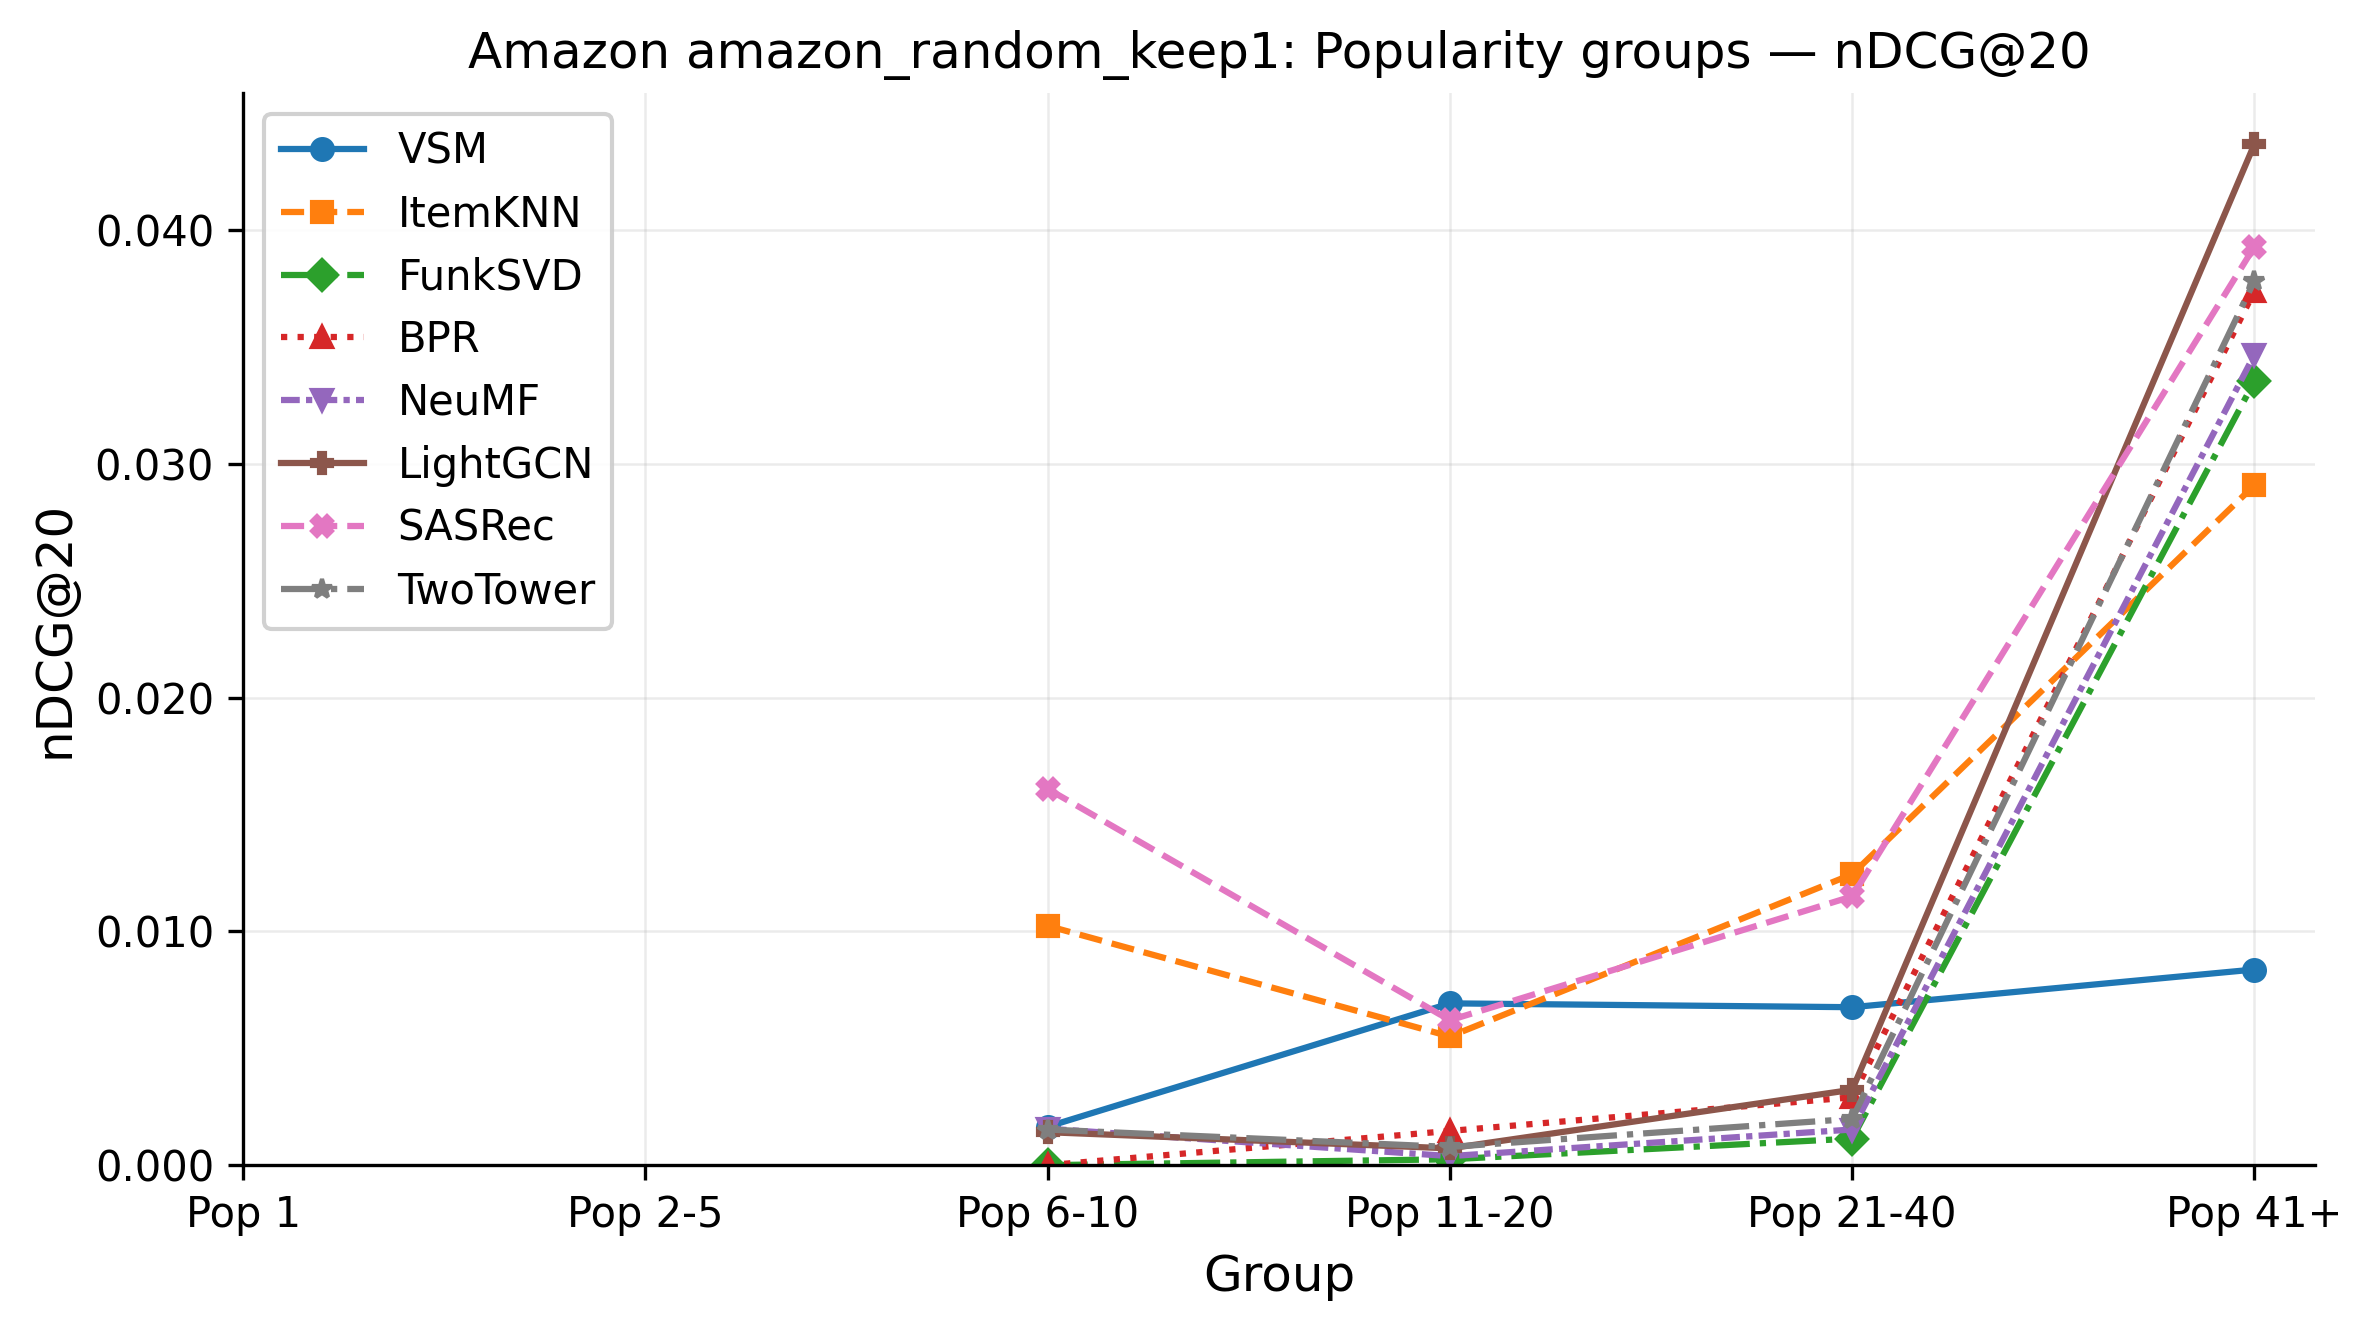 Amazon amazon_random_keep1: Popularity groups — nDCG@20
VSM
ItemKNN
FunkSVD
BPR
NeuMF
LightGCN
SASRec
TwoTower
nDCG@20
0.040
0.030
0.020
0.010
0.000
Pop 1 Pop 2-5 Pop 6-10 Pop 11-20 Pop 21-40 Pop 41+
Group